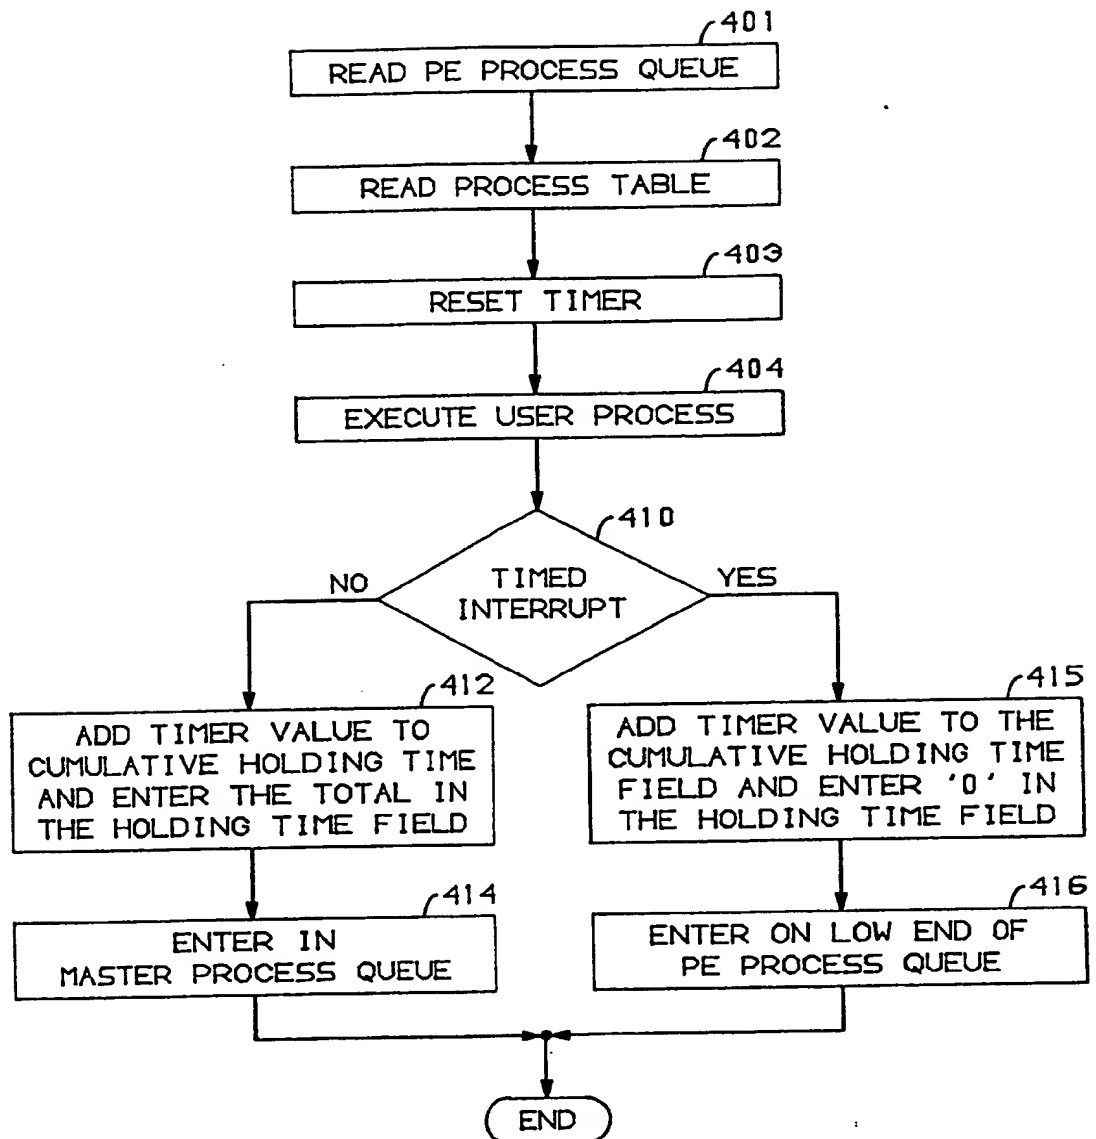 401
READ PE PROCESS QUEUE
402
READ PROCESS TABLE
403
RESET TIMER
404
EXECUTE USER PROCESS
410
TIMED
INTERRUPT
NO
YES
412
ADD TIMER VALUE TO
CUMULATIVE HOLDING TIME
AND ENTER THE TOTAL IN
THE HOLDING TIME FIELD
415
ADD TIMER VALUE TO THE
CUMULATIVE HOLDING TIME
FIELD AND ENTER '0' IN
THE HOLDING TIME FIELD
414
ENTER IN
MASTER PROCESS QUEUE
416
ENTER ON LOW END OF
PE PROCESS QUEUE
END